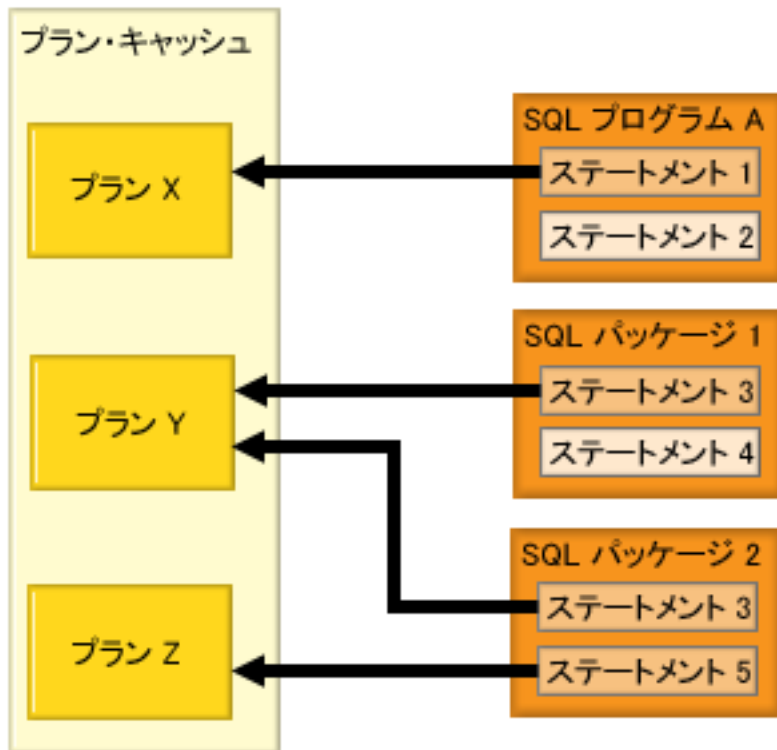 プラン・キャッシュ
プラン X
プラン Y
プラン Z
SQL プログラム A
ステートメント 1
ステートメント 2
SQL パッケージ 1
ステートメント 3
ステートメント 4
SQL パッケージ 2
ステートメント 3
ステートメント 5